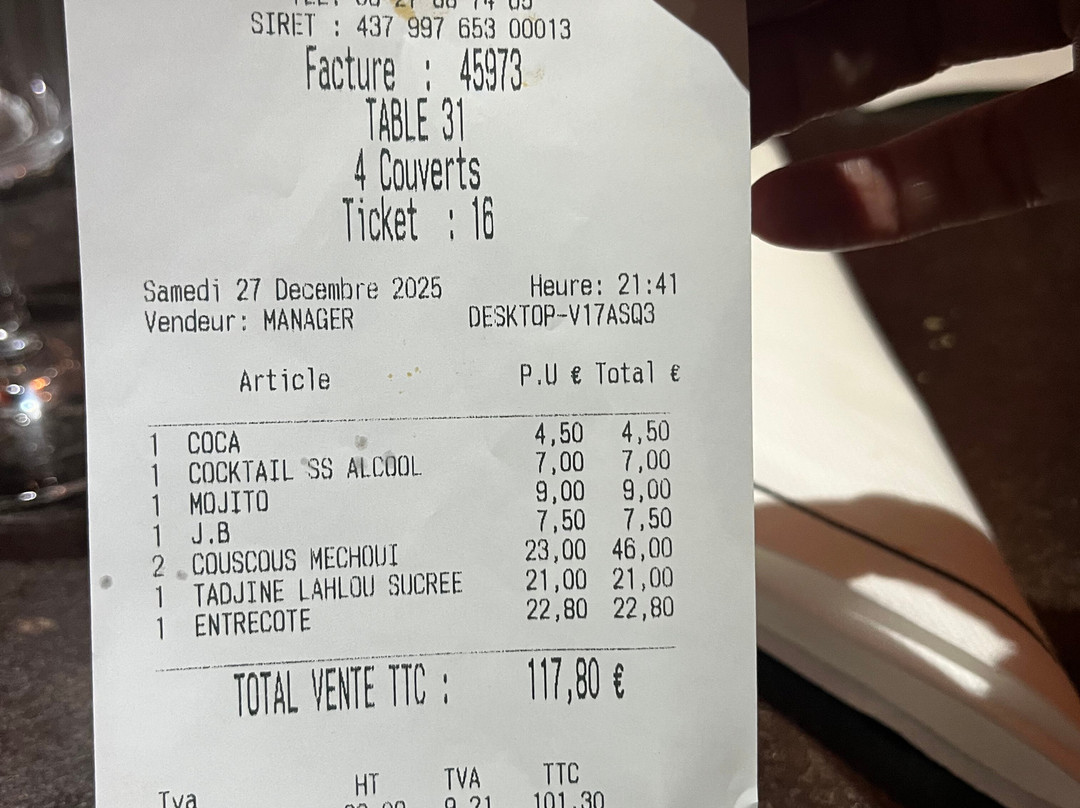 SIRET : 437 997 653 00013
Facture : 45973
TABLE 31
4 Couverts
Ticket : 16
Samedi 27 Decembre 2025 Heure: 21:41
Vendeur: MANAGER DESKTOP-V17ASQ3
Article P.U € Total €
1 COCA 4,50 4,50
1 COCKTAIL SS ALCOOL 7,00 7,00
1 MOJITO 9,00 9,00
1 J.B 7,50 7,50
2 COUSCOUS MECHOUI 23,00 46,00
1 TADJINE LAHLOU SUCREE 21,00 21,00
1 ENTRECOTE 22,80 22,80
TOTAL VENTE TTC : 117,80 €
HT TVA TTC
Tva 9,21 101,30